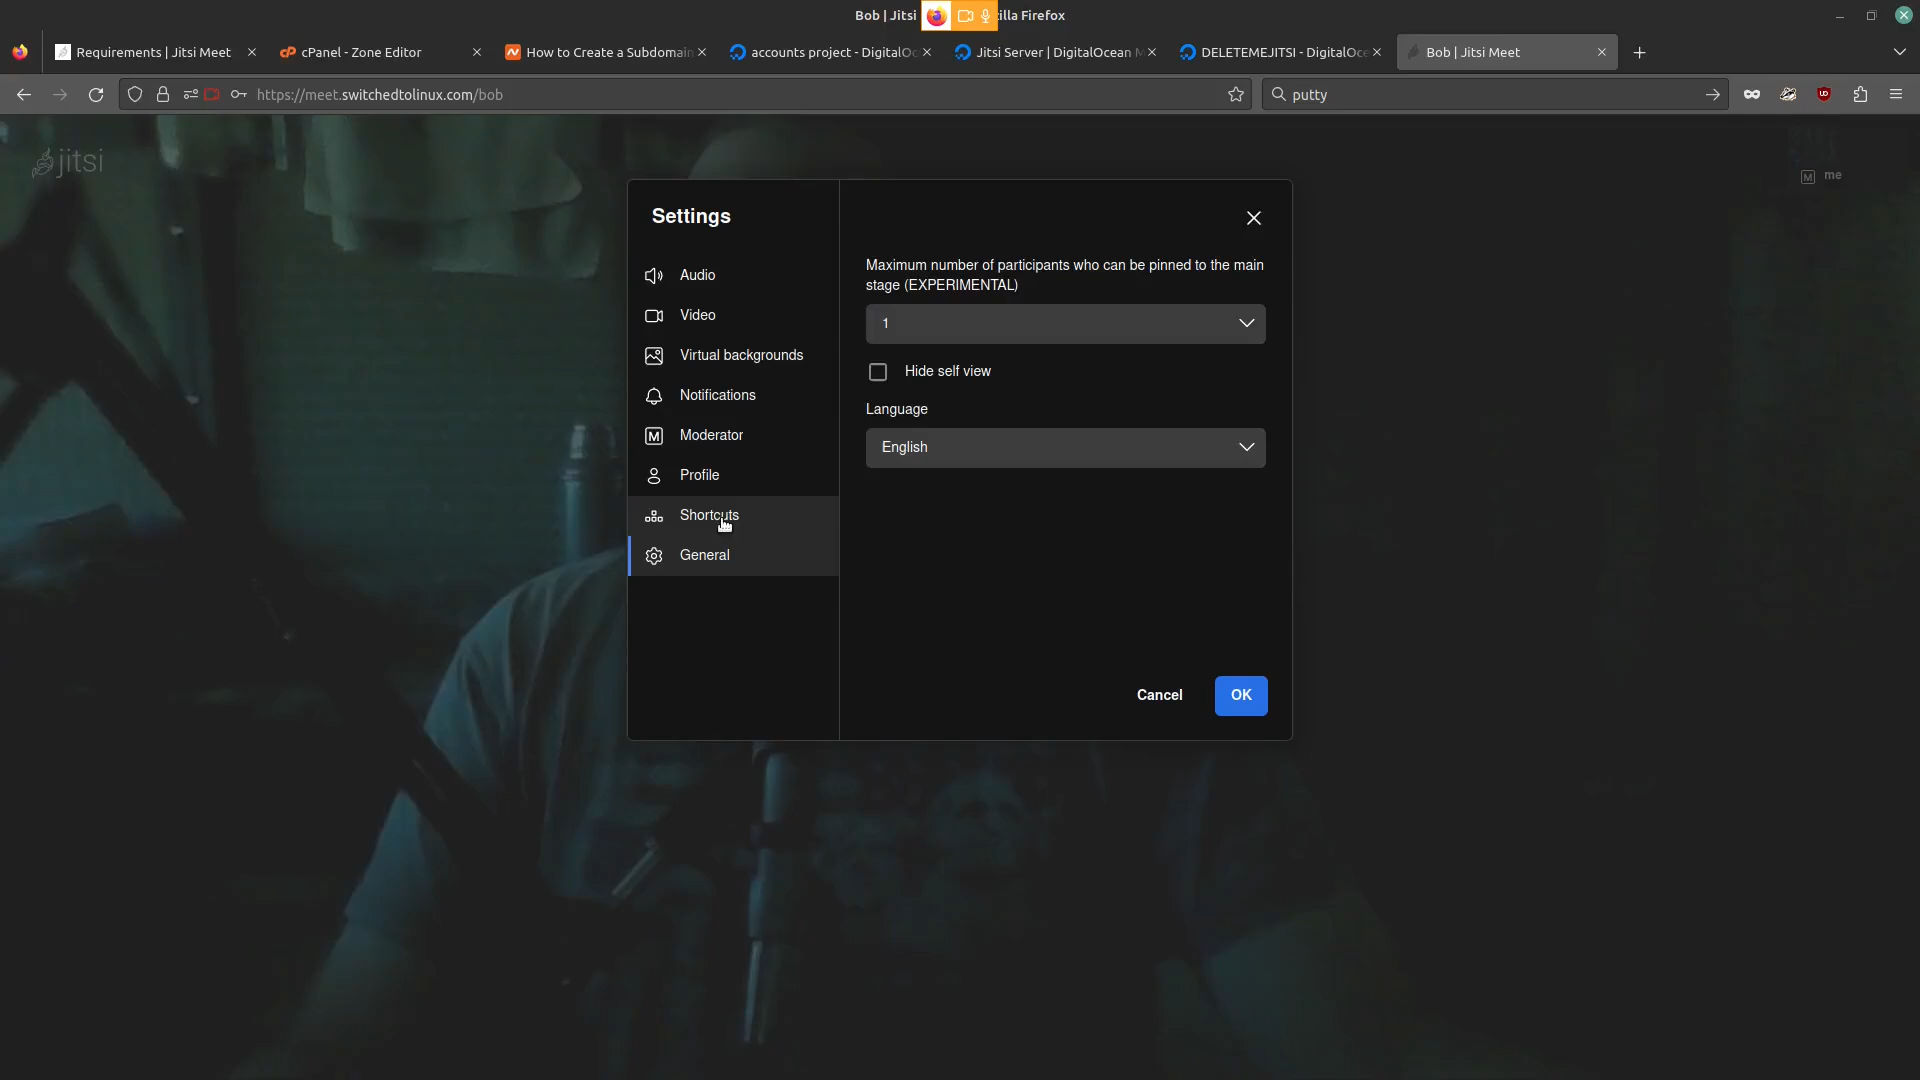 Bob | Jitsi
illa Firefox
Requirements | Jitsi Meet
cPanel - Zone Editor
How to Create a Subdomain
accounts project - DigitalOc
Jitsi Server | DigitalOcean M
DELETEMEJITSI - DigitalOce
Bob | Jitsi Meet
https://meet.switchedtolinux.com/bob
putty
jitsi
M me
Settings
Audio
Video
Virtual backgrounds
Notifications
M Moderator
Profile
Shortcuts
General
Maximum number of participants who can be pinned to the main
stage (EXPERIMENTAL)
1
Hide self view
Language
English
Cancel
OK